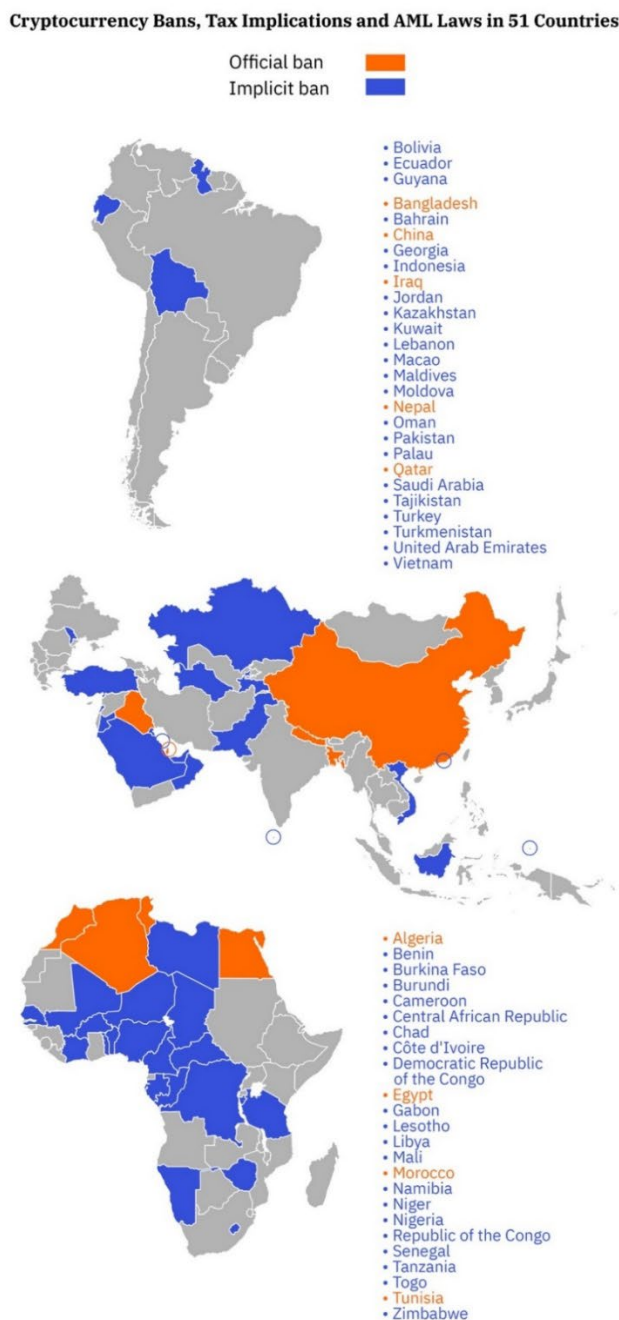 Cryptocurrency Bans, Tax Implications and AML Laws in 51 Countries
Official ban
Implicit ban
• Bolivia
• Ecuador
• Guyana
• Bangladesh
• Bahrain
• China
• Georgia
• Indonesia
• Iraq
• Jordan
• Kazakhstan
• Kuwait
• Lebanon
• Macao
• Maldives
• Moldova
• Nepal
• Oman
• Pakistan
• Palau
• Qatar
• Saudi Arabia
• Tajikistan
• Turkey
• Turkmenistan
• United Arab Emirates
• Vietnam
• Algeria
• Benin
• Burkina Faso
• Burundi
• Cameroon
• Central African Republic
• Chad
• Côte d'Ivoire
• Democratic Republic
of the Congo
• Egypt
• Gabon
• Lesotho
• Libya
• Mali
• Morocco
• Namibia
• Niger
• Nigeria
• Republic of the Congo
• Senegal
• Tanzania
• Togo
• Tunisia
• Zimbabwe